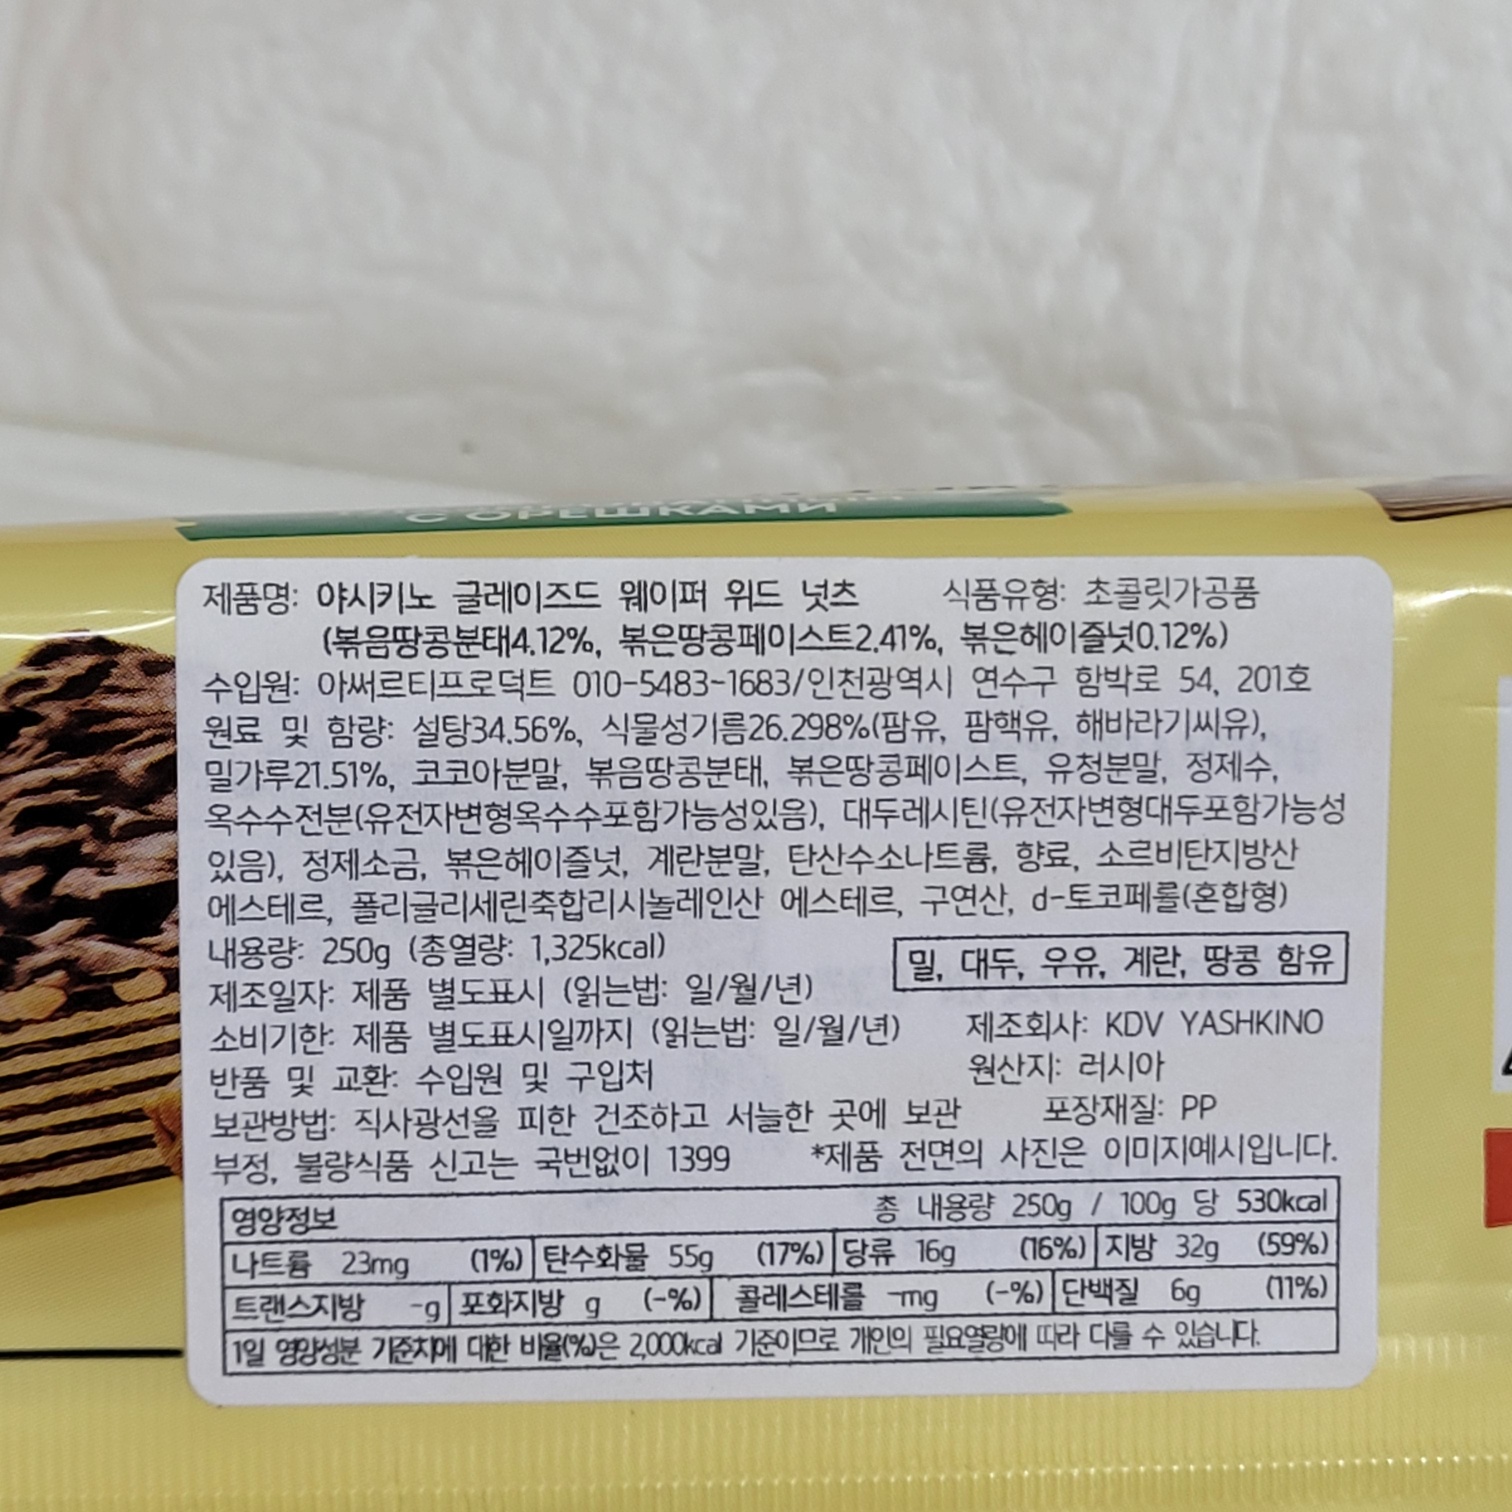 С ОРЕШКАМИ
제품명: 야시키노 글레이즈드 웨이퍼 위드 넛츠 식품유형: 초콜릿가공품
(볶음땅콩분태4.12%, 볶은땅콩페이스트2.41%, 볶은헤이즐넛0.12%)
수입원: 아써르티프로덕트 010-5483-1683/인천광역시 연수구 함박로 54, 201호
원료 및 함량: 설탕34.56%, 식물성기름26.298%(팜유, 팜핵유, 해바라기씨유),
밀가루21.51%, 코코아분말, 볶음땅콩분태, 볶은땅콩페이스트, 유청분말, 정제수,
옥수수전분(유전자변형옥수수포함가능성있음), 대두레시틴(유전자변형대두포함가능성
있음), 정제소금, 볶은헤이즐넛, 계란분말, 탄산수소나트륨, 향료, 소르비탄지방산
에스테르, 폴리글리세린축합리시놀레인산 에스테르, 구연산, d-토코페롤(혼합형)
내용량: 250g (총열량: 1,325kcal)
밀, 대두, 우유, 계란, 땅콩 함유
제조일자: 제품 별도표시 (읽는법: 일/월/년)
소비기한: 제품 별도표시일까지 (읽는법: 일/월/년) 제조회사: KDV YASHKINO
반품 및 교환: 수입원 및 구입처 원산지: 러시아
보관방법: 직사광선을 피한 건조하고 서늘한 곳에 보관 포장재질: PP
부정, 불량식품 신고는 국번없이 1399 *제품 전면의 사진은 이미지예시입니다.
영양정보 총 내용량 250g / 100g 당 530kcal
나트륨 23mg (1%) 탄수화물 55g (17%) 당류 16g (16%) 지방 32g (59%)
트랜스지방 -g 포화지방 g (-%) 콜레스테롤 -mg (-%) 단백질 6g (11%)
1일 영양성분 기준치에 대한 비율(%)은 2,000kcal 기준이므로 개인의 필요열량에 따라 다를 수 있습니다.